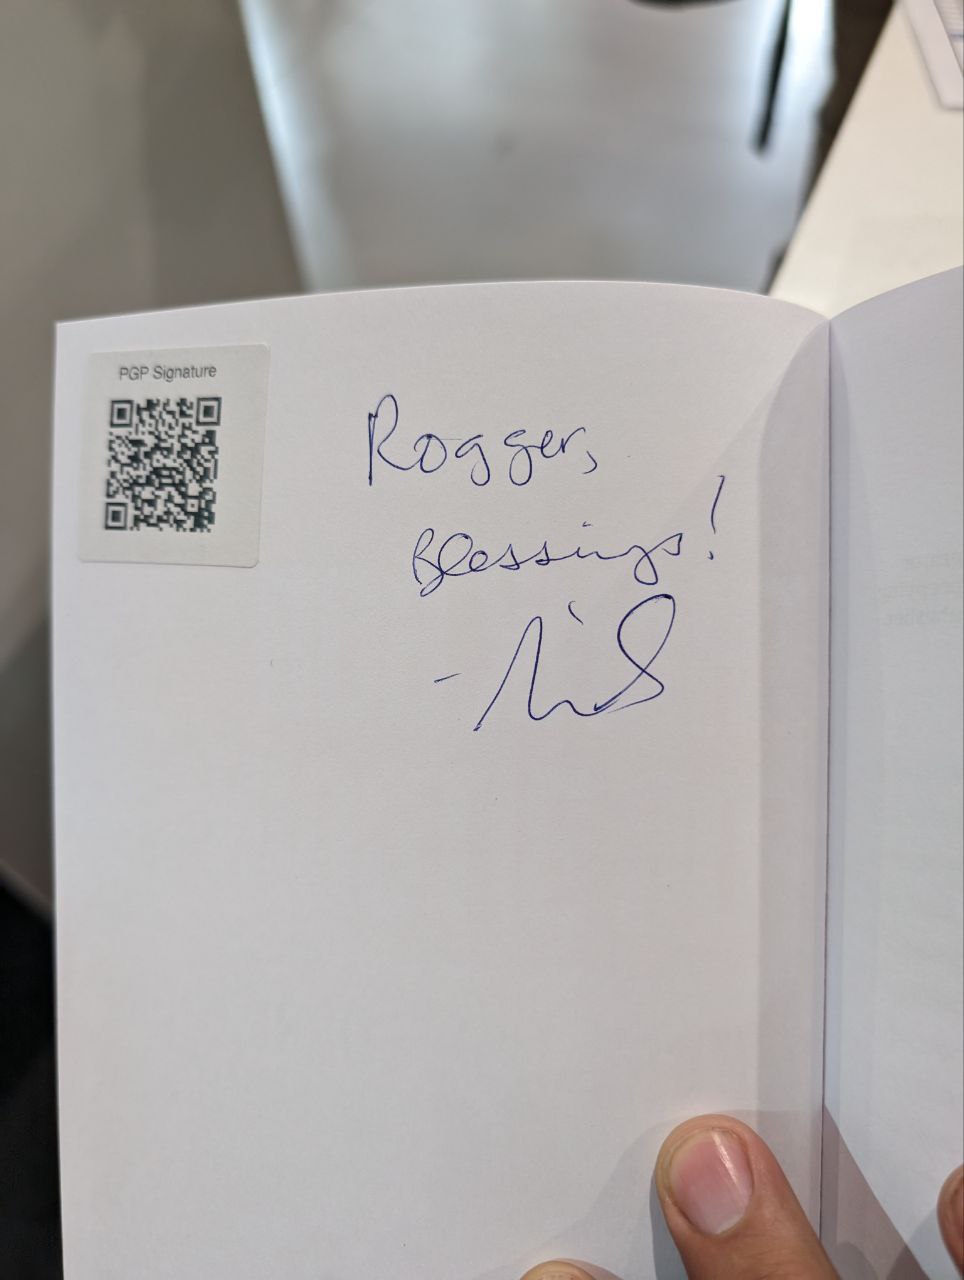 PGP Signature
Rogger,
Blessings!